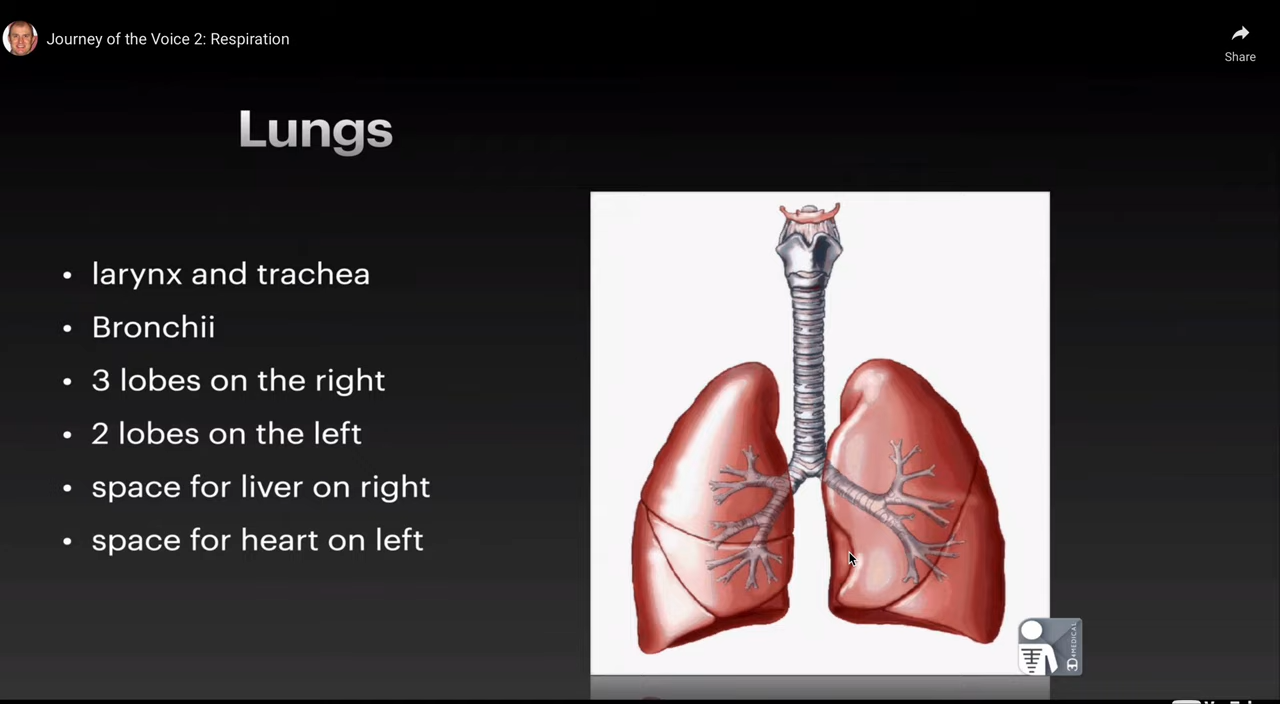 Journey of the Voice 2: Respiration
Share
Lungs
• larynx and trachea
• Bronchii
• 3 lobes on the right
• 2 lobes on the left
• space for liver on right
• space for heart on left
3D4MEDICAL